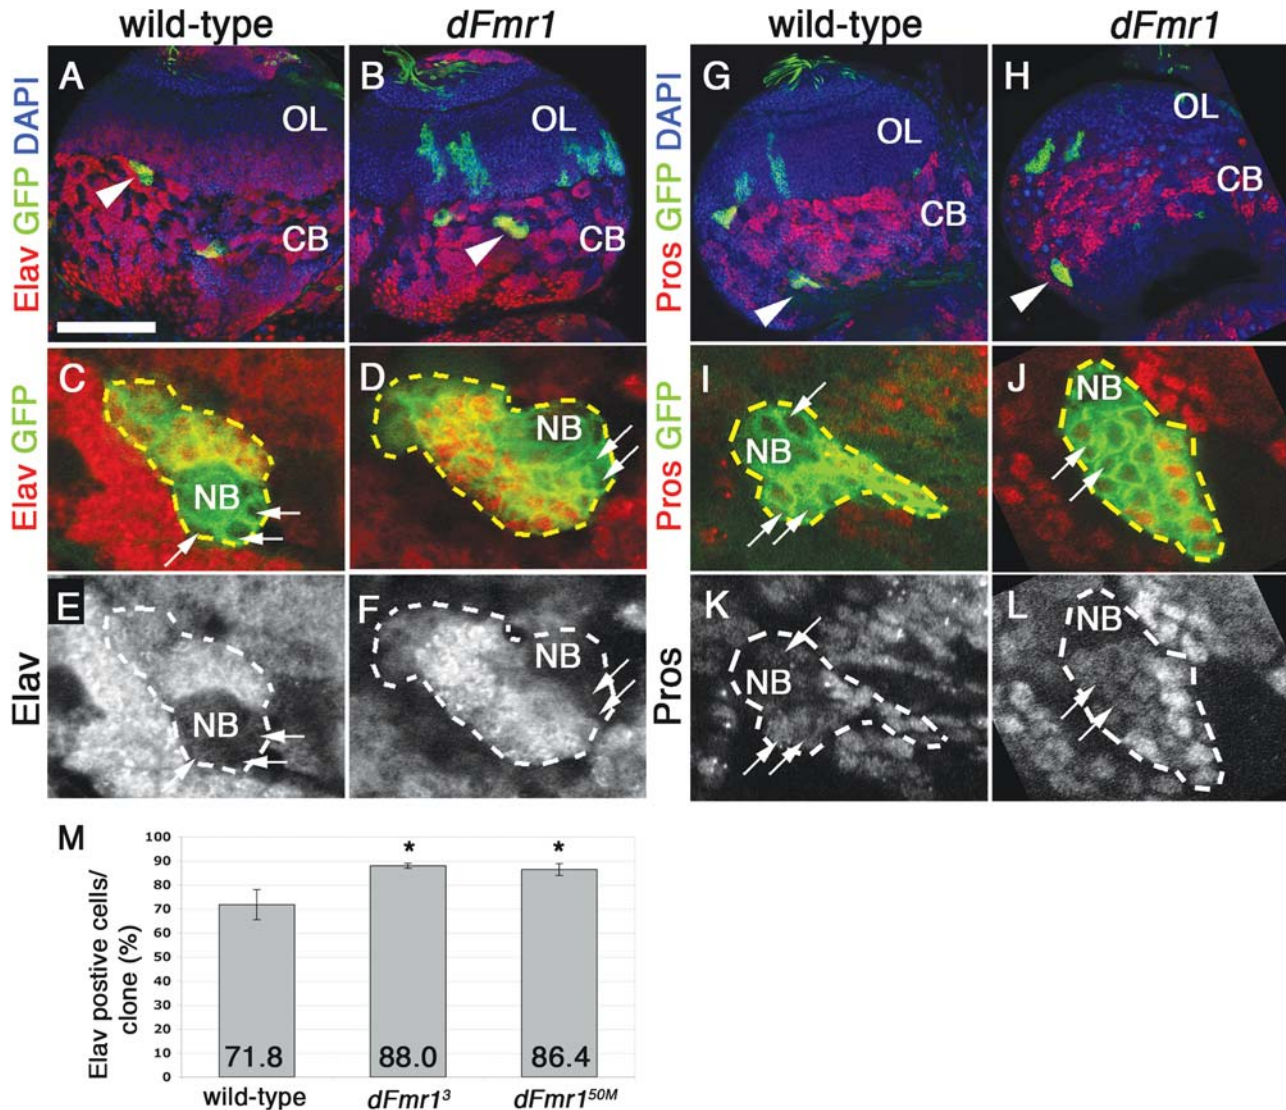 wild-type dFmr1 wild-type dFmr1
Elav GFP DAPI
A OL CB
B OL CB
Pros GFP DAPI
G OL CB
H OL CB
Elav GFP
C NB
D NB
Pros GFP
I NB
J NB
Elav
E NB
F NB
Pros
K NB
L NB
M
Elav postive cells/
clone (%)
100
90
80
70
60
50
40
30
20
10
0
* *
71.8 88.0 86.4
wild-type dFmr1³ dFmr1⁵⁰ᴹ